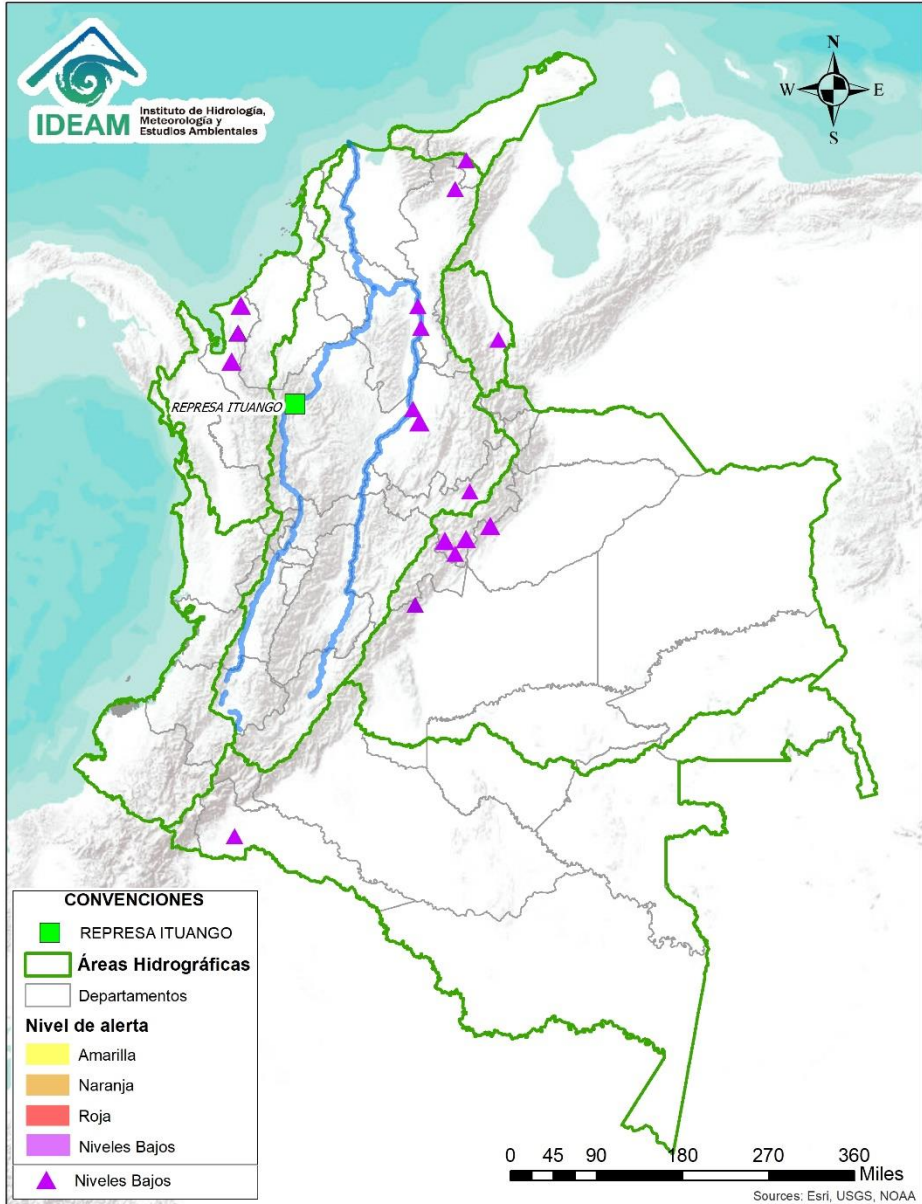 IDEAM
Instituto de Hidrología,
Meteorología y
Estudios Ambientales
N
W E
S
REPRESA ITUANGO
CONVENCIONES
REPRESA ITUANGO
Áreas Hidrográficas
Departamentos
Nivel de alerta
Amarilla
Naranja
Roja
Niveles Bajos
Niveles Bajos
0 45 90 180 270 360
Miles
Sources: Esri, USGS, NOAA